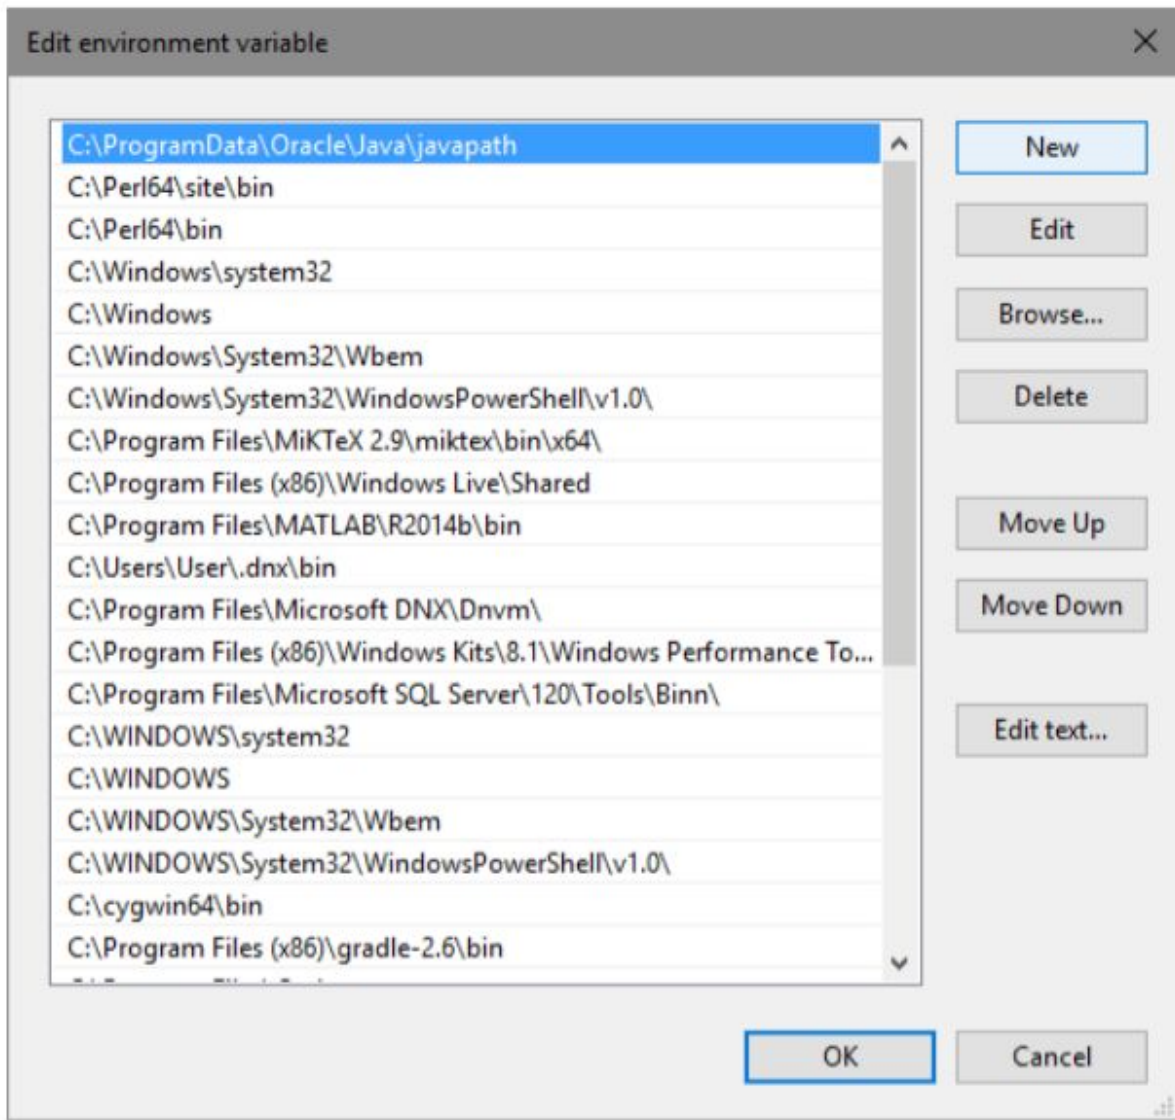 Edit environment variable
C:\ProgramData\Oracle\Java\javapath
C:\Perl64\site\bin
C:\Perl64\bin
C:\Windows\system32
C:\Windows
C:\Windows\System32\Wbem
C:\Windows\System32\WindowsPowerShell\v1.0\
C:\Program Files\MiKTeX 2.9\miktex\bin\x64\
C:\Program Files (x86)\Windows Live\Shared
C:\Program Files\MATLAB\R2014b\bin
C:\Users\User\.dnx\bin
C:\Program Files\Microsoft DNX\Dnvm\
C:\Program Files (x86)\Windows Kits\8.1\Windows Performance To...
C:\Program Files\Microsoft SQL Server\120\Tools\Binn\
C:\WINDOWS\system32
C:\WINDOWS
C:\WINDOWS\System32\Wbem
C:\WINDOWS\System32\WindowsPowerShell\v1.0\
C:\cygwin64\bin
C:\Program Files (x86)\gradle-2.6\bin
New
Edit
Browse...
Delete
Move Up
Move Down
Edit text...
OK
Cancel